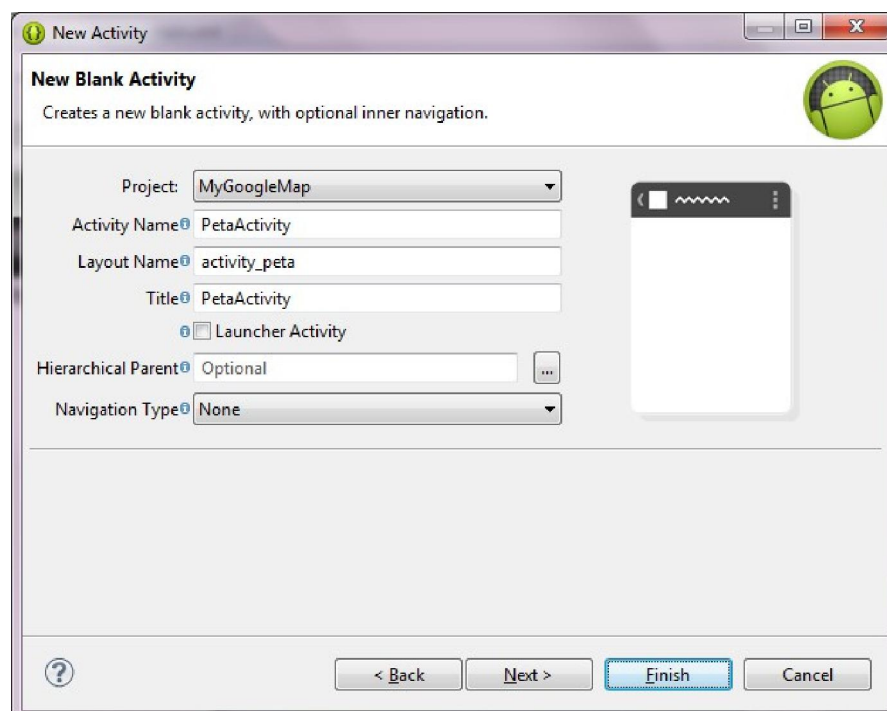 New Activity
New Blank Activity
Creates a new blank activity, with optional inner navigation.
Project: MyGoogleMap
Activity Name PetaActivity
Layout Name activity_peta
Title PetaActivity
Launcher Activity
Hierarchical Parent Optional ...
Navigation Type None
< Back Next > Finish Cancel